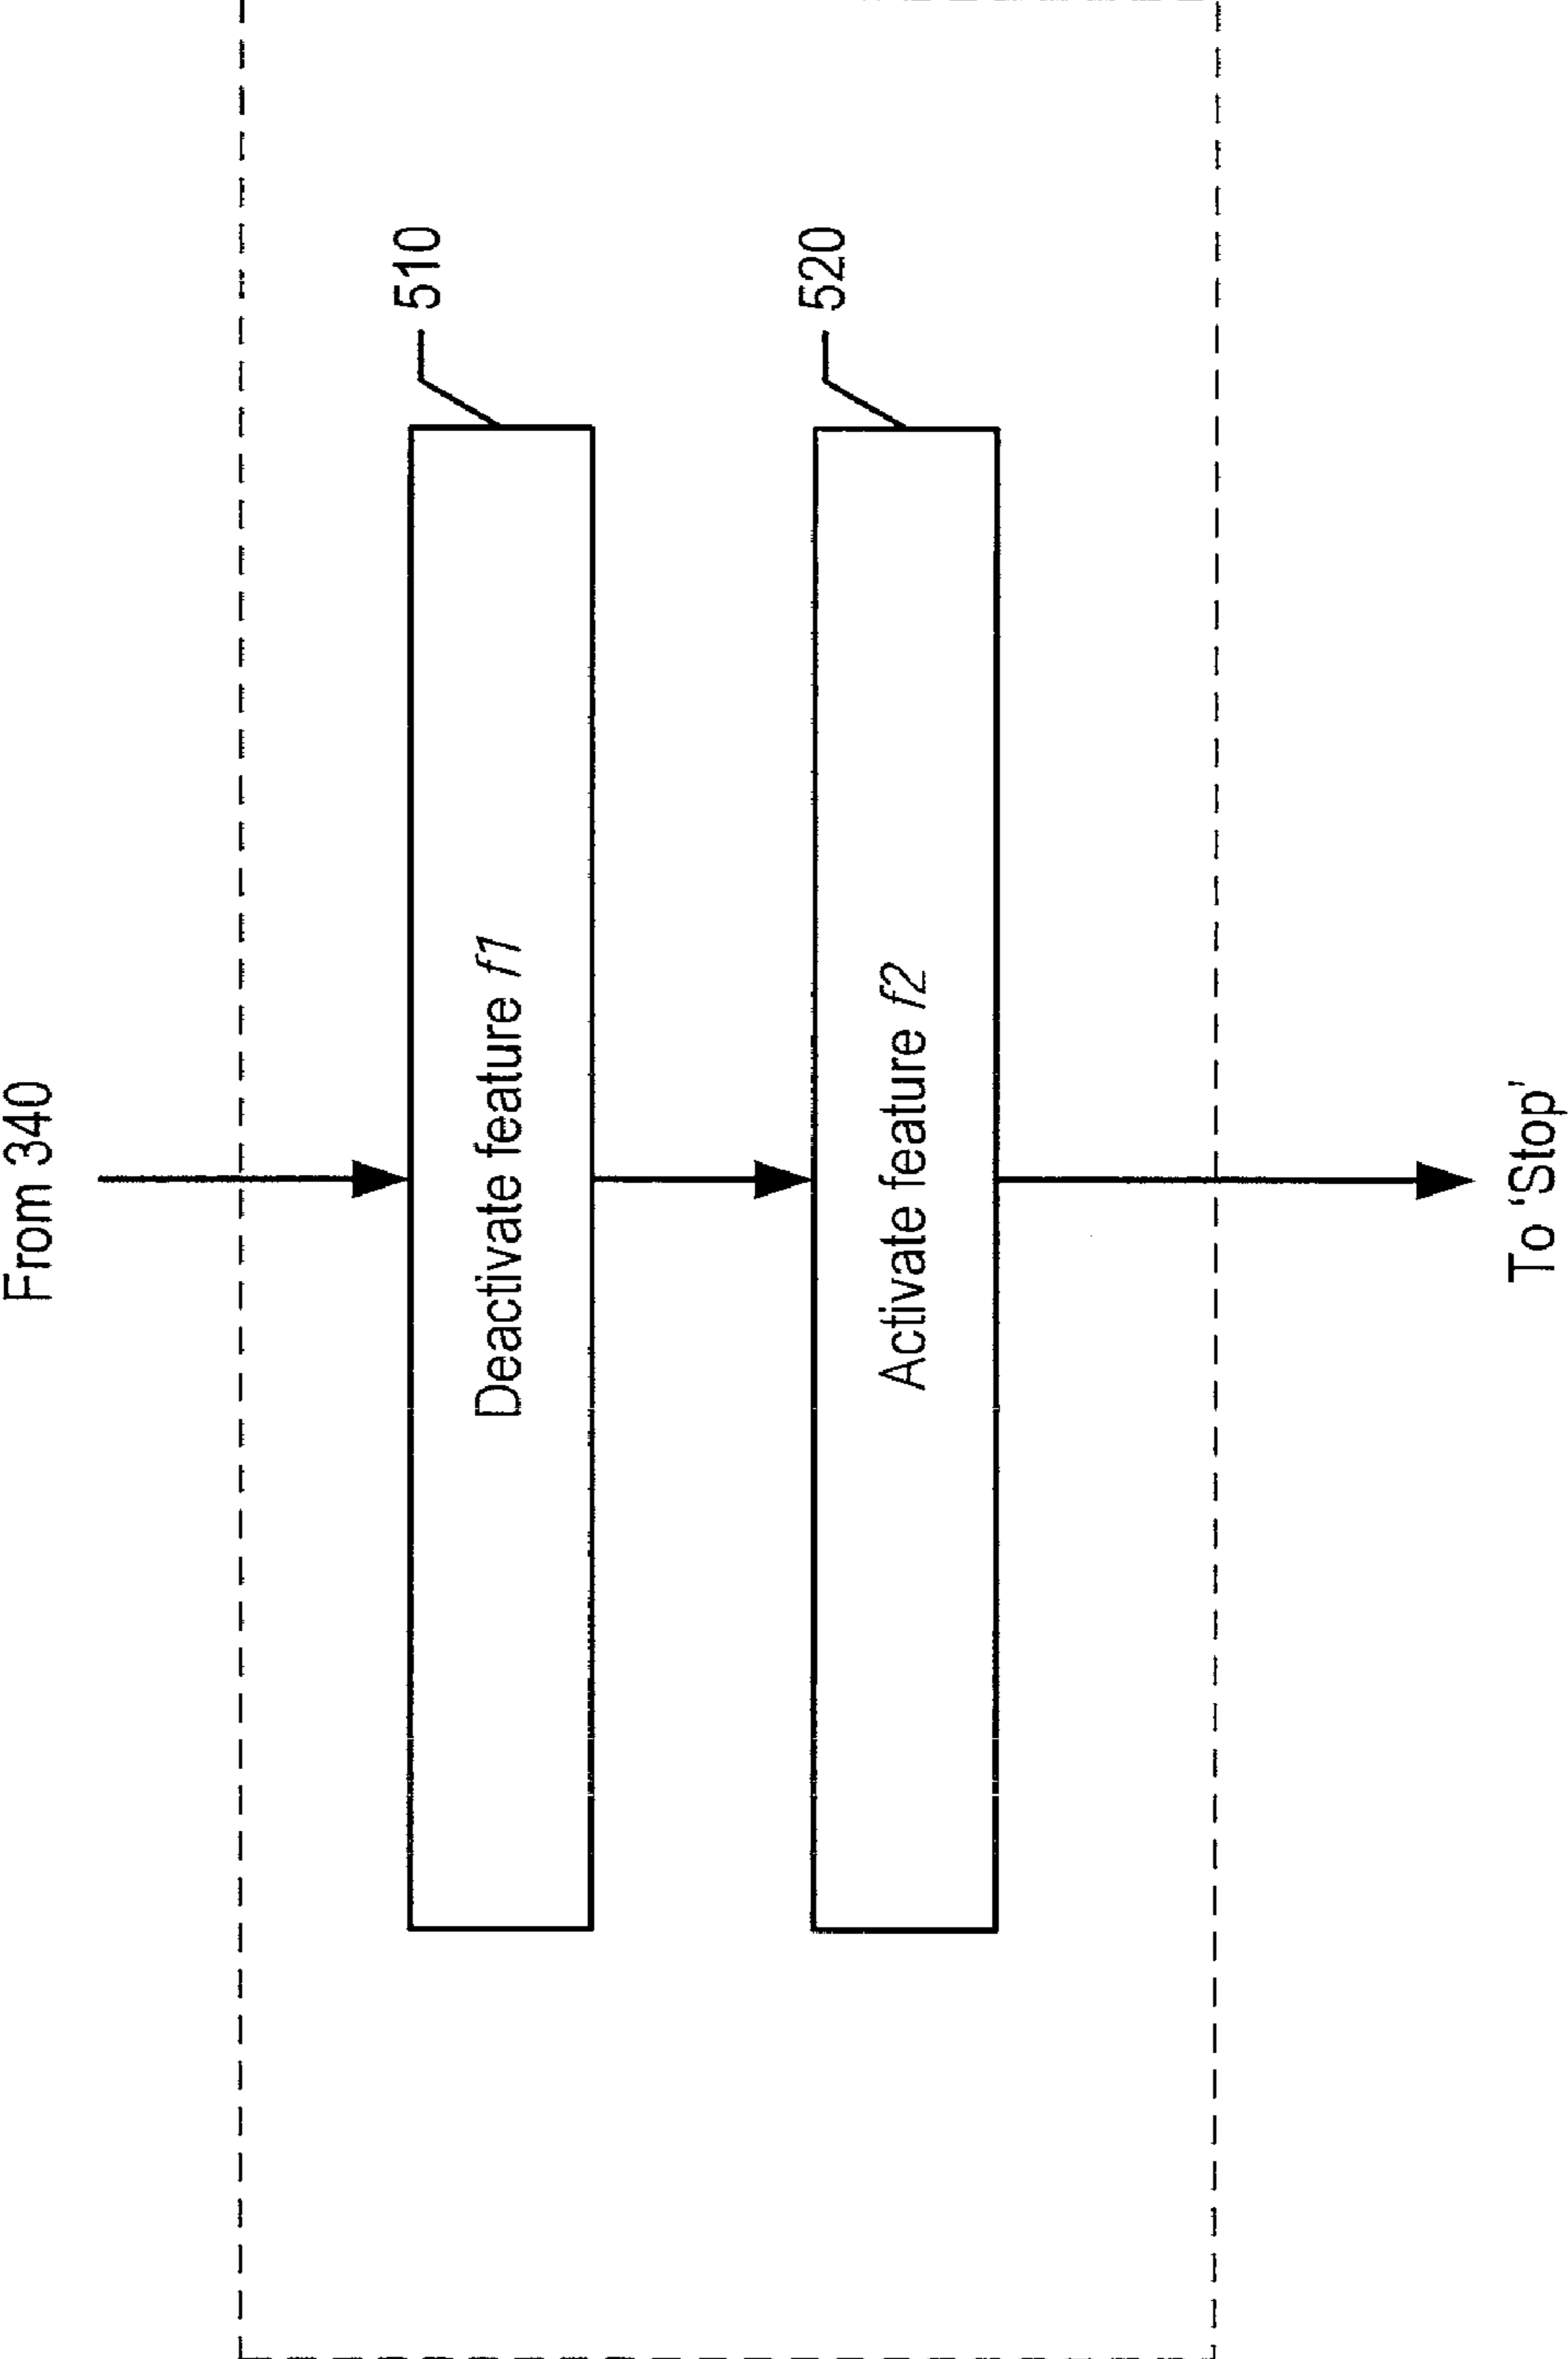 From 340
510
Deactivate feature f1
520
Activate feature f2
To ‘Stop’